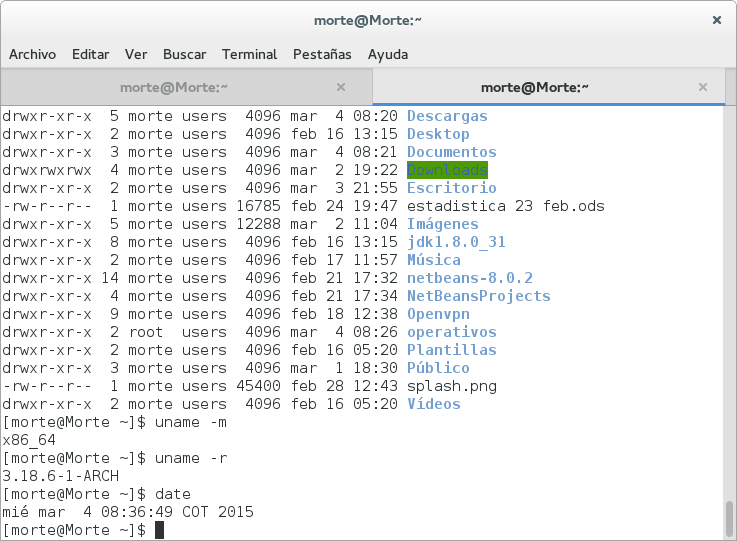 morte@Morte:~ ×
Archivo Editar Ver Buscar Terminal Pestañas Ayuda
morte@Morte:~ × morte@Morte:~ ×
drwxr-xr-x  5 morte users  4096 mar  4 08:20 Descargas
drwxr-xr-x  2 morte users  4096 feb 16 13:15 Desktop
drwxr-xr-x  3 morte users  4096 mar  4 08:21 Documentos
drwxrwxrwx  4 morte users  4096 mar  2 19:22 Downloads
drwxr-xr-x  2 morte users  4096 mar  3 21:55 Escritorio
-rw-r--r--  1 morte users 16785 feb 24 19:47 estadistica 23 feb.ods
drwxr-xr-x  5 morte users 12288 mar  2 11:04 Imágenes
drwxr-xr-x  8 morte users  4096 feb 16 13:15 jdk1.8.0_31
drwxr-xr-x  2 morte users  4096 feb 17 11:57 Música
drwxr-xr-x 14 morte users  4096 feb 21 17:32 netbeans-8.0.2
drwxr-xr-x  4 morte users  4096 feb 21 17:34 NetBeansProjects
drwxr-xr-x  9 morte users  4096 feb 18 12:38 Openvpn
drwxr-xr-x  2 root  users  4096 mar  4 08:26 operativos
drwxr-xr-x  2 morte users  4096 feb 16 05:20 Plantillas
drwxr-xr-x  3 morte users  4096 mar  1 18:30 Público
-rw-r--r--  1 morte users 45400 feb 28 12:43 splash.png
drwxr-xr-x  2 morte users  4096 feb 16 05:20 Vídeos
[morte@Morte ~]$ uname -m
x86_64
[morte@Morte ~]$ uname -r
3.18.6-1-ARCH
[morte@Morte ~]$ date
mié mar  4 08:36:49 COT 2015
[morte@Morte ~]$